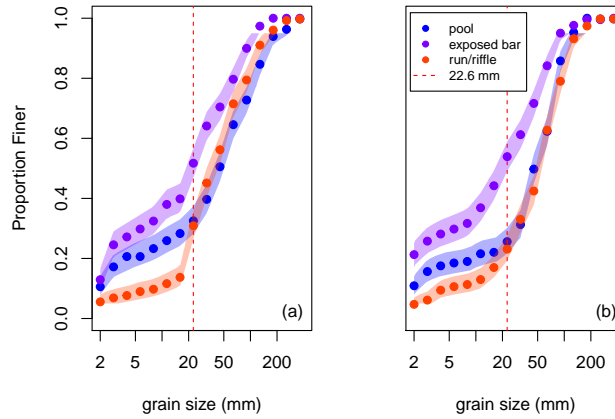 Proportion Finer
1.0
0.8
0.6
0.4
0.2
0.0
(a)
2 5 20 50 200
grain size (mm)
pool
exposed bar
run/riffle
22.6 mm
(b)
2 5 20 50 200
grain size (mm)